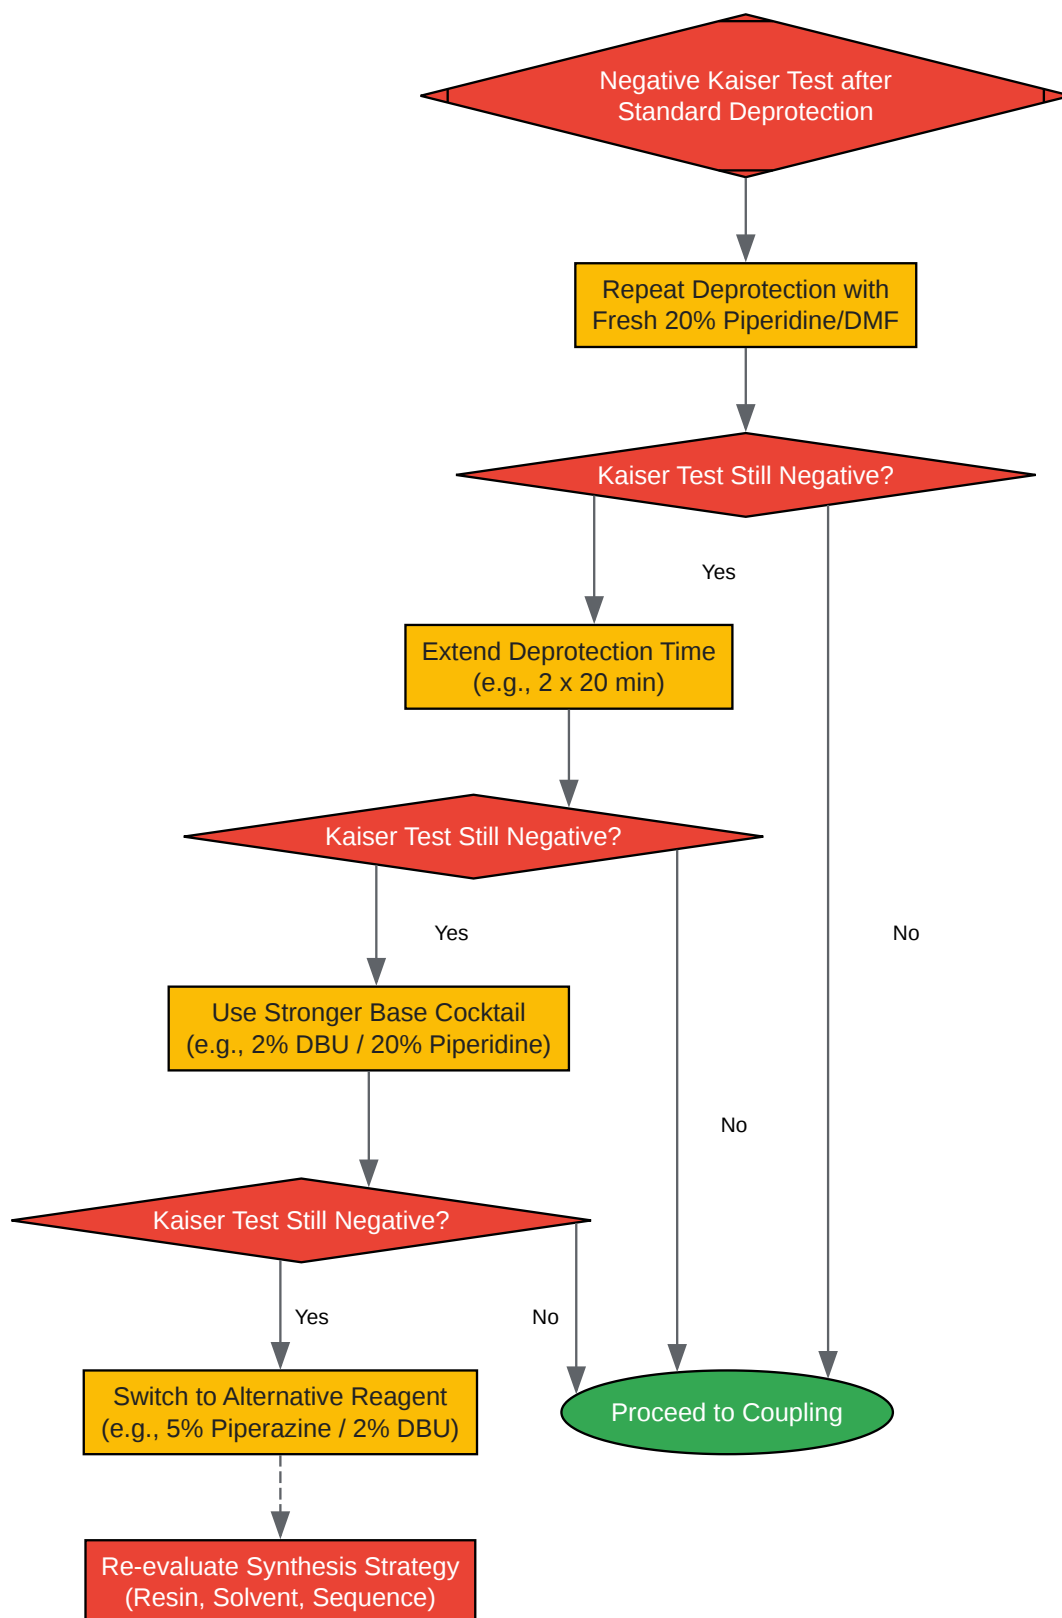 Negative Kaiser Test after
Standard Deprotection
Repeat Deprotection with
Fresh 20% Piperidine/DMF
Kaiser Test Still Negative?
Yes
Extend Deprotection Time
(e.g., 2 x 20 min)
Kaiser Test Still Negative?
Yes
No
Use Stronger Base Cocktail
(e.g., 2% DBU / 20% Piperidine)
No
Kaiser Test Still Negative?
Yes
No
Switch to Alternative Reagent
(e.g., 5% Piperazine / 2% DBU)
Proceed to Coupling
Re-evaluate Synthesis Strategy
(Resin, Solvent, Sequence)